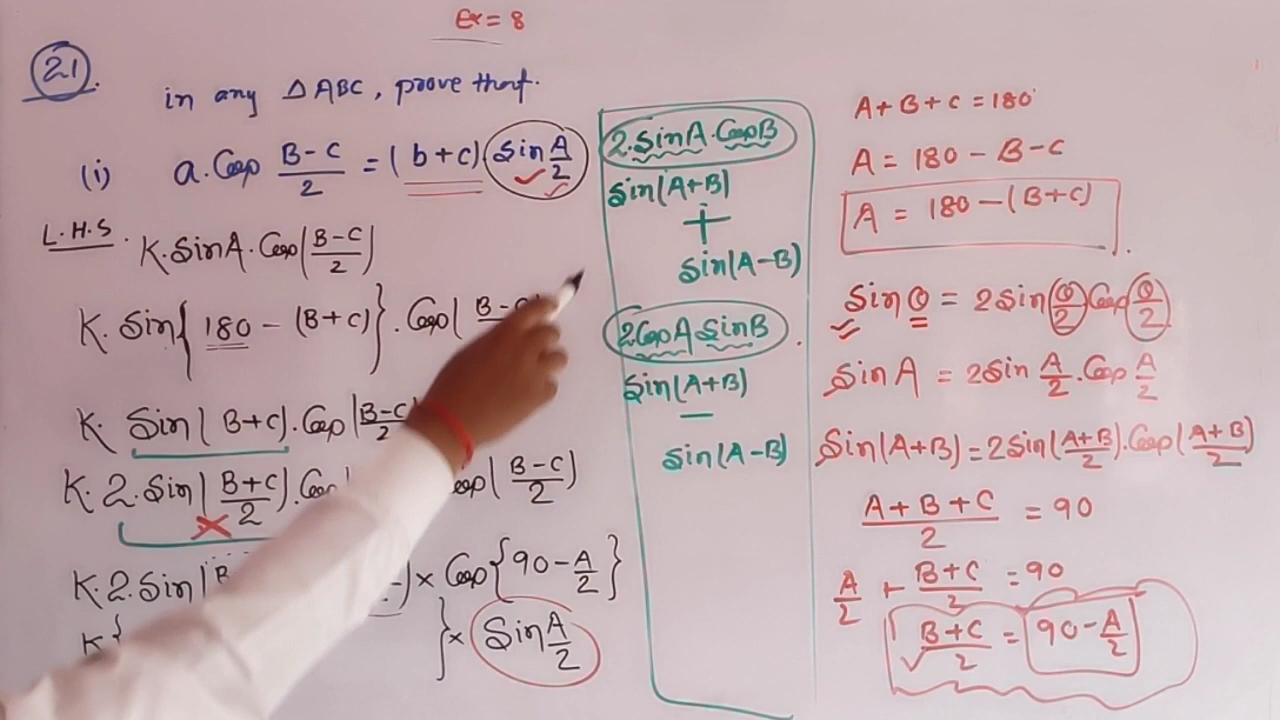 Ex = 8
21.
in any △ABC, prove that.
(i) a.Cos B-C/2 = (b+c) sin A/2
L.H.S.
K.SinA.Cos(B-C/2)
K.Sin{180-(B+C)}.Cos(B-C
K. Sin(B+C).Cos(B-C/2
K.2.Sin(B+C/2).Cos( (B-C/2)
K.2.Sin( × Cos{90-A/2}
K{ }× Sin A/2
2.SinA.CosB
Sin(A+B)
+
Sin(A-B)
2CosA SinB.
Sin(A+B)
-
Sin(A-B)
A+B+C = 180°
A = 180-B-C
A = 180-(B+C).
Sin θ = 2Sin(θ/2)Cos(θ/2)
Sin A = 2Sin A/2.Cos A/2
Sin(A+B) = 2Sin(A+B/2).Cos(A+B/2)
A+B+C/2 = 90
A/2 + B+C/2 = 90
B+C/2 = 90-A/2